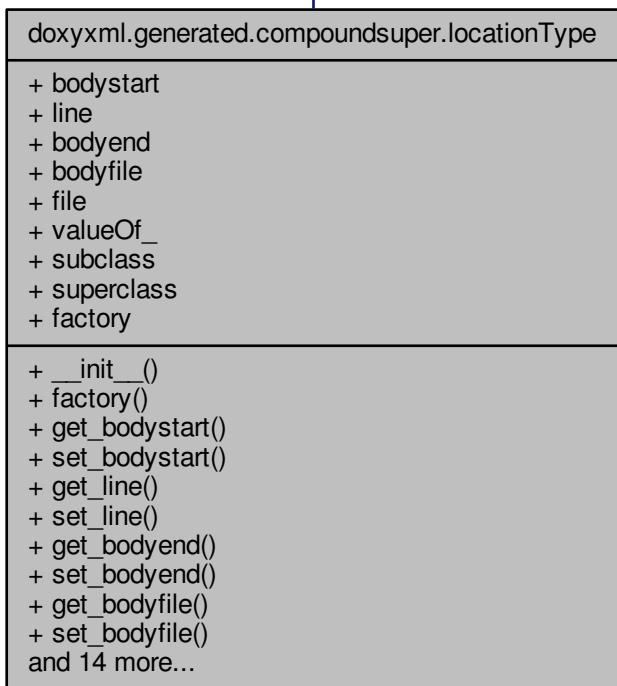 doxyxml.generated.compoundsuper.locationType
+ bodystart
+ line
+ bodyend
+ bodyfile
+ file
+ valueOf_
+ subclass
+ superclass
+ factory
+ __init__()
+ factory()
+ get_bodystart()
+ set_bodystart()
+ get_line()
+ set_line()
+ get_bodyend()
+ set_bodyend()
+ get_bodyfile()
+ set_bodyfile()
and 14 more...